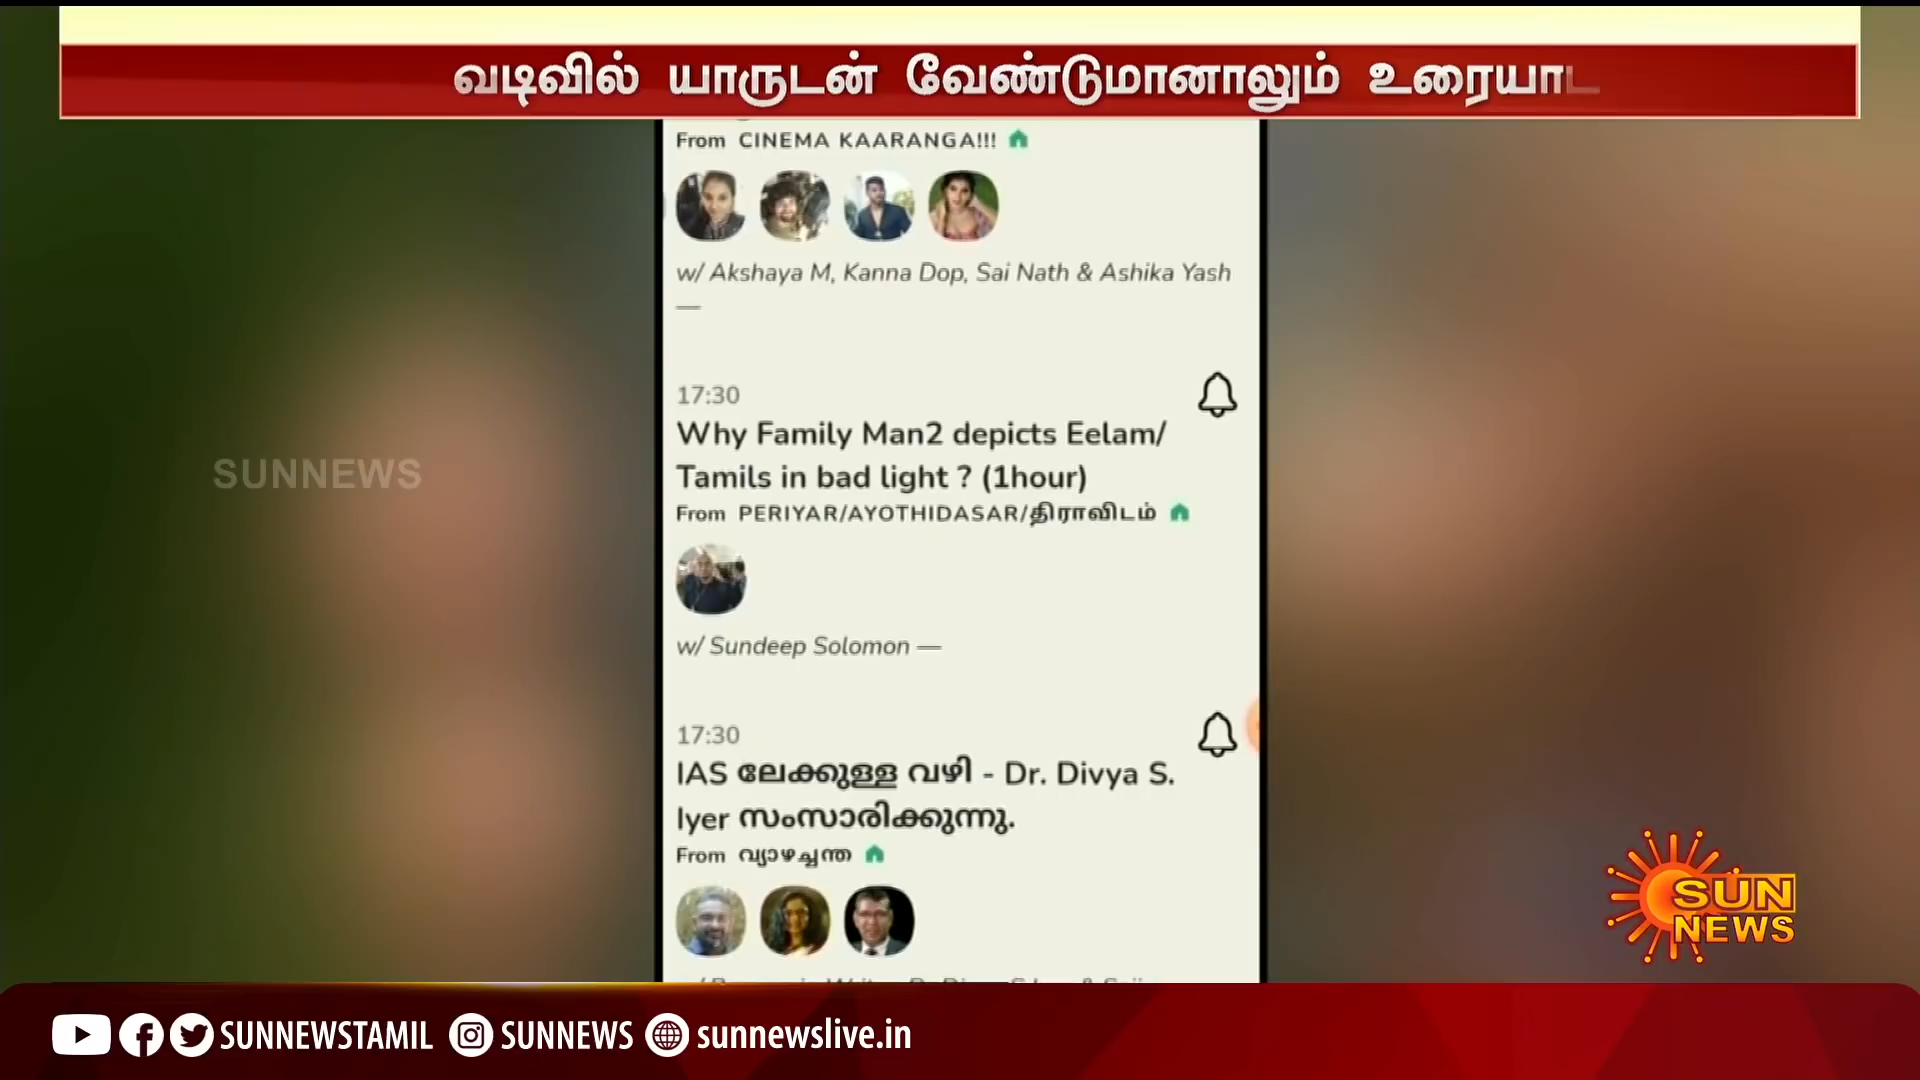 வடிவில் யாருடன் வேண்டுமானாலும் உரையாட
From CINEMA KAARANGA!!!
w/ Akshaya M, Kanna Dop, Sai Nath & Ashika Yash
—
17:30
Why Family Man2 depicts Eelam/
Tamils in bad light ? (1hour)
From PERIYAR/AYOTHIDASAR/திராவிடம்
w/ Sundeep Solomon —
17:30
IAS ലേക്കുള്ള വഴി - Dr. Divya S.
Iyer സംസാരിക്കുന്നു.
From വ്യാഴച്ചന്ത
SUNNEWS
SUN
NEWS
SUNNEWSTAMIL SUNNEWS sunnewslive.in